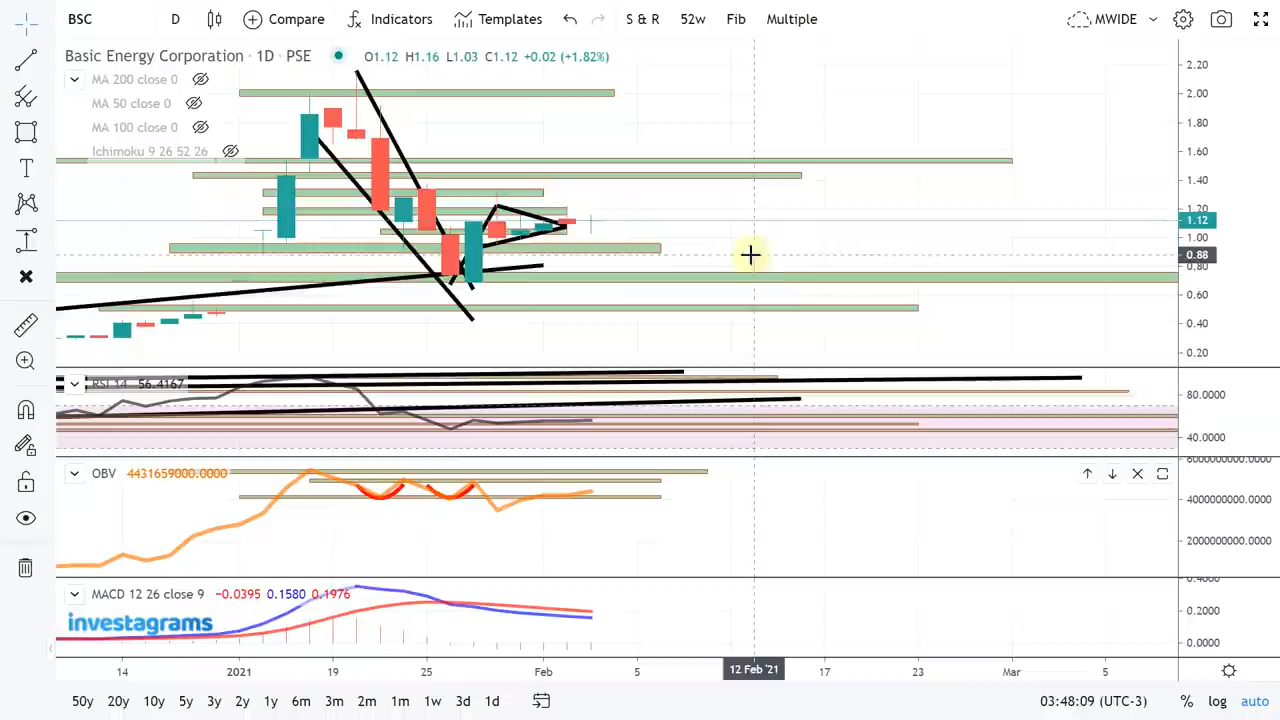 BSC D Compare Indicators Templates S & R 52w Fib Multiple MWIDE
Basic Energy Corporation · 1D · PSE O1.12 H1.16 L1.03 C1.12 +0.02 (+1.82%)
MA 200 close 0
MA 50 close 0
MA 100 close 0
Ichimoku 9 26 52 26
2.20
2.00
1.80
1.60
1.40
1.20
1.12
1.00
0.88
0.80
0.60
0.40
0.20
RSI 14 56.4167
80.0000
40.0000
OBV 4431659000.0000
6000000000.0000
4000000000.0000
2000000000.0000
MACD 12 26 close 9 −0.0395 0.1580 0.1976
0.4000
0.2000
0.0000
investagrams
14 2021 19 25 Feb 5 12 Feb '21 17 23 Mar 5
50y 20y 10y 5y 3y 2y 1y 6m 3m 2m 1m 1w 3d 1d 03:48:09 (UTC-3) % log auto